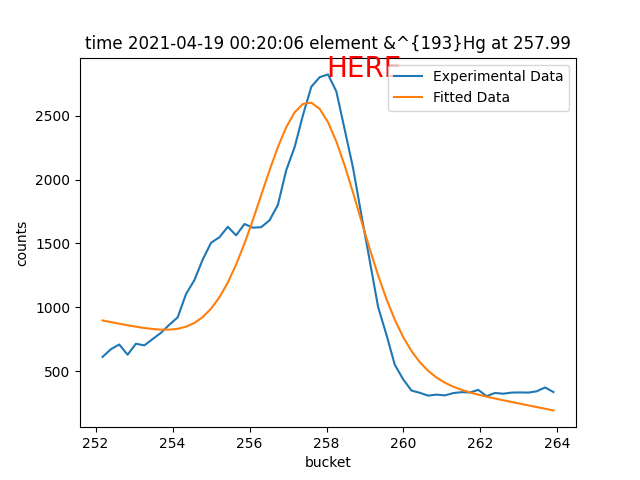 time 2021-04-19 00:20:06 element &^{193}Hg at 257.99
HERE
Experimental Data
Fitted Data
counts
2500
2000
1500
1000
500
252 254 256 258 260 262 264
bucket